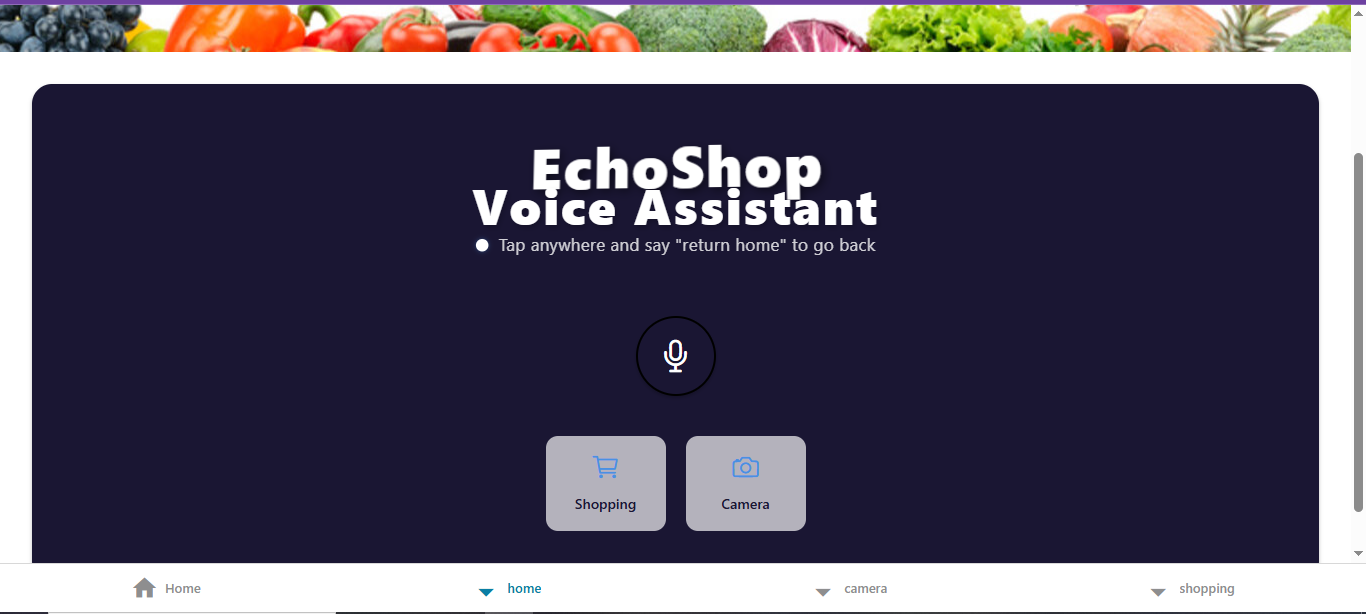 EchoShop
Voice Assistant
Tap anywhere and say "return home" to go back
Shopping
Camera
Home
home
camera
shopping